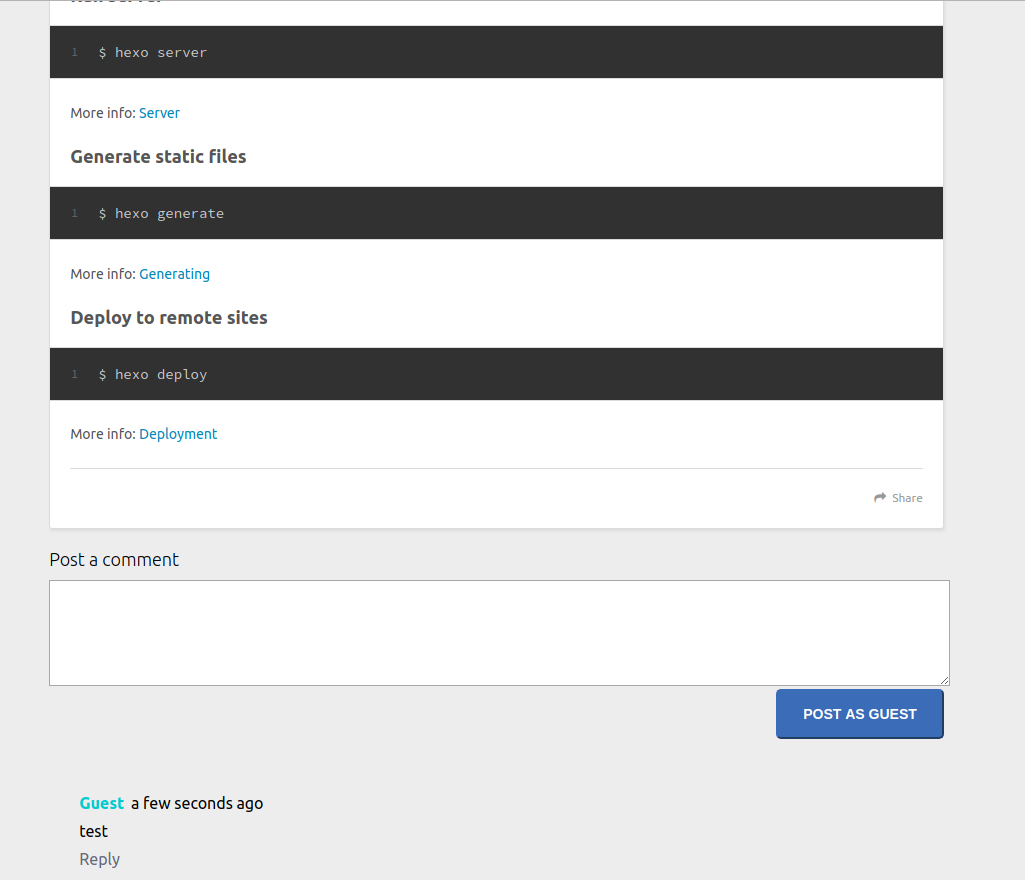 1 $ hexo server
More info: Server
Generate static files
1 $ hexo generate
More info: Generating
Deploy to remote sites
1 $ hexo deploy
More info: Deployment
Share
Post a comment
POST AS GUEST
Guest a few seconds ago
test
Reply